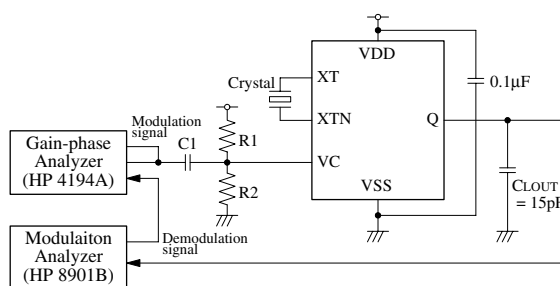 VDD
Crystal
XT
0.1µF
Modulation
signal
XTN
Q
Gain-phase
Analyzer
(HP 4194A)
C1
R1
VC
R2
VSS
CLOUT
= 15pF
Modulaiton
Analyzer
(HP 8901B)
Demodulation
signal